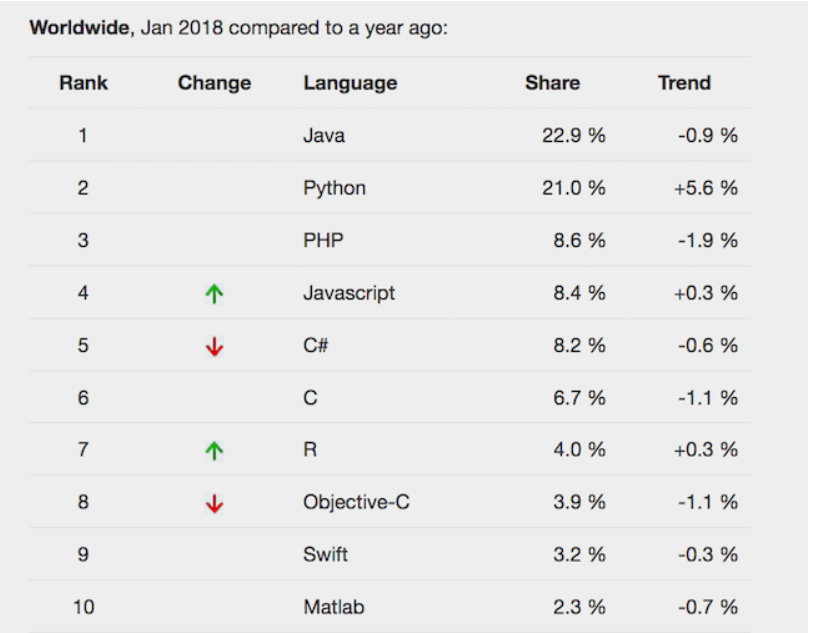 Worldwide, Jan 2018 compared to a year ago:
Rank Change Language Share Trend
1 Java 22.9 % -0.9 %
2 Python 21.0 % +5.6 %
3 PHP 8.6 % -1.9 %
4 Javascript 8.4 % +0.3 %
5 C# 8.2 % -0.6 %
6 C 6.7 % -1.1 %
7 R 4.0 % +0.3 %
8 Objective-C 3.9 % -1.1 %
9 Swift 3.2 % -0.3 %
10 Matlab 2.3 % -0.7 %